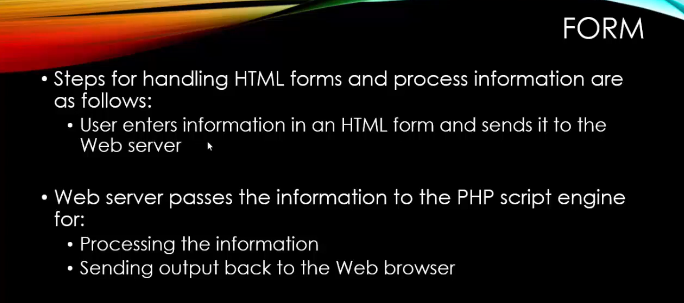 FORM
• Steps for handling HTML forms and process information are
as follows:
• User enters information in an HTML form and sends it to the
Web server
• Web server passes the information to the PHP script engine
for:
• Processing the information
• Sending output back to the Web browser